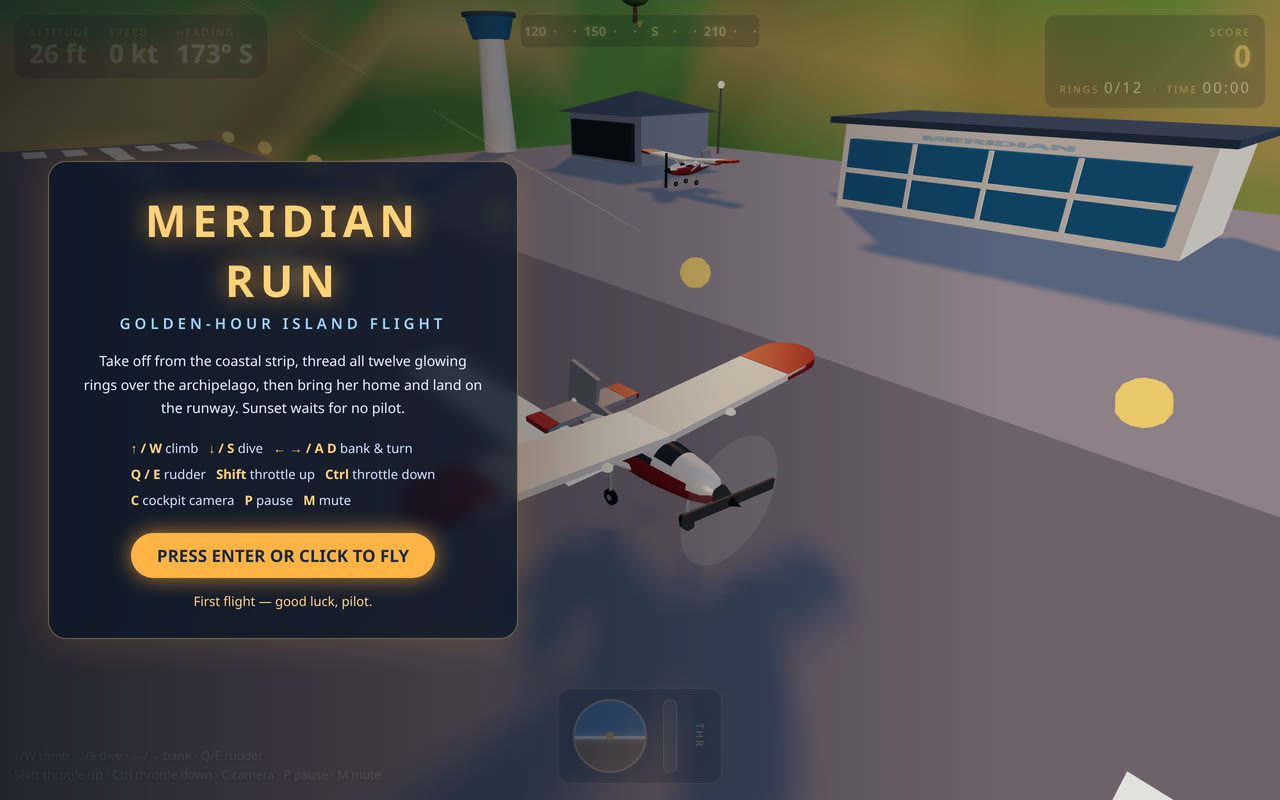 ALTITUDE SPEED HEADING
26 ft 0 kt 173° S
120 · · 150 · · S · · 210 · ·
SCORE
0
RINGS 0/12 · TIME 00:00
MERIDIAN
MERIDIAN
RUN
GOLDEN-HOUR ISLAND FLIGHT
Take off from the coastal strip, thread all twelve glowing
rings over the archipelago, then bring her home and land on
the runway. Sunset waits for no pilot.
↑ / W climb ↓ / S dive ← → / A D bank & turn
Q / E rudder Shift throttle up Ctrl throttle down
C cockpit camera P pause M mute
PRESS ENTER OR CLICK TO FLY
First flight — good luck, pilot.
THR
↑/W climb · ↓/S dive · ←/→ bank · Q/E rudder
Shift throttle up · Ctrl throttle down · C camera · P pause · M mute